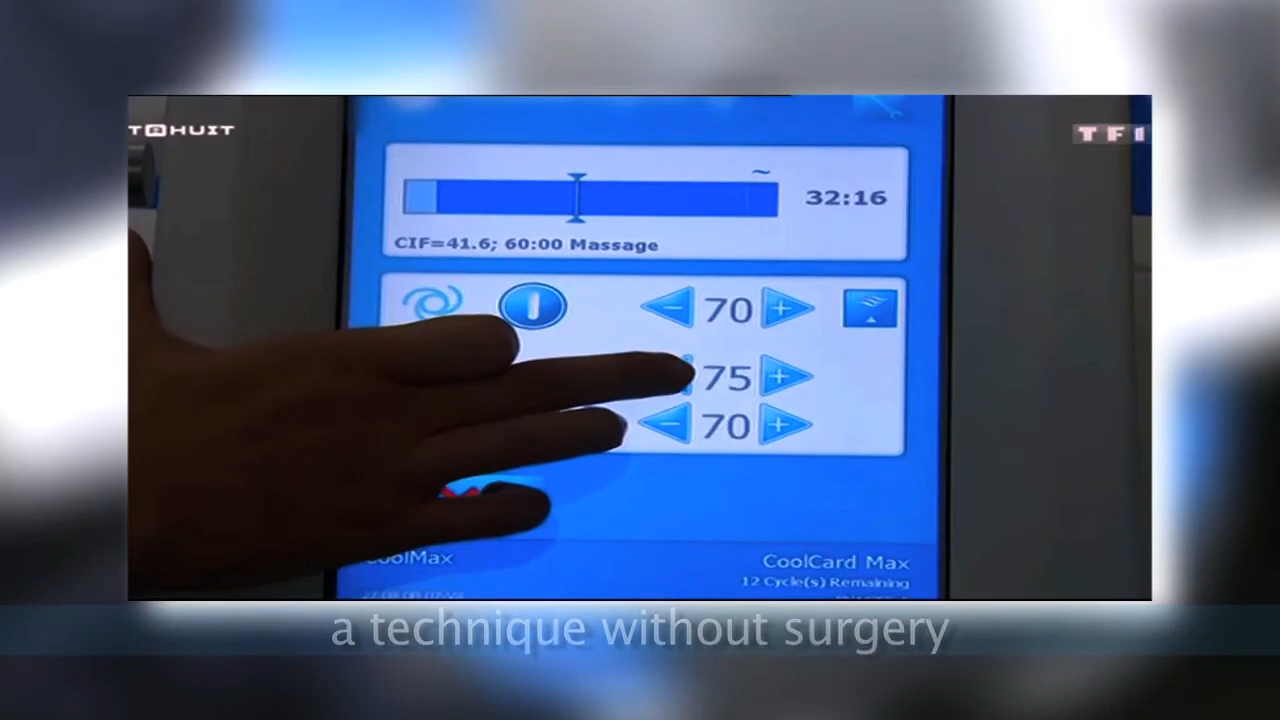 T🅰HUIT
TF1
~
32:16
CIF=41.6; 60:00 Massage
- 70 +
75 +
- 70 +
CoolMax
CoolCard Max
12 Cycle(s) Remaining
a technique without surgery